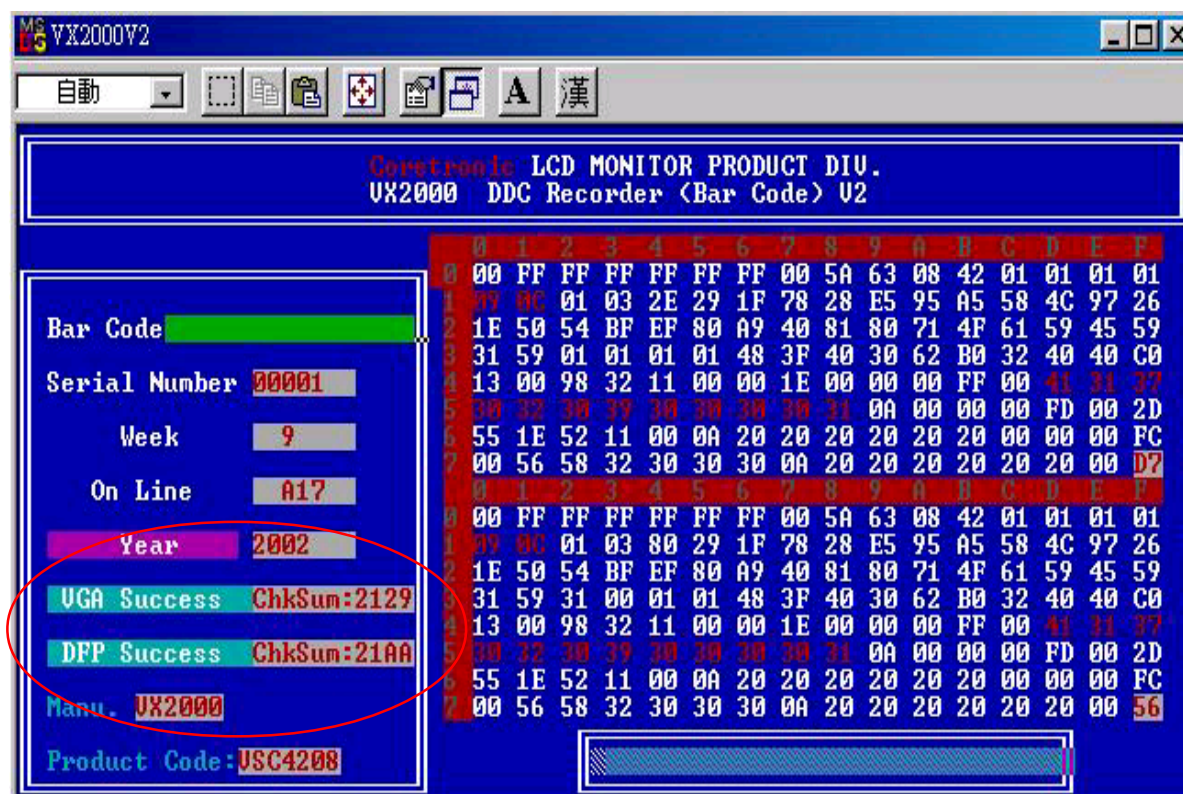 VX2000V2
自動
A 漢
Corstronic LCD MONITOR PRODUCT DIV.
VX2000 DDC Recorder (Bar Code) V2
Bar Code
Serial Number 00001
Week 9
On Line A17
Year 2002
VGA Success ChkSum:2129
DFP Success ChkSum:21AA
Manu. VX2000
Product Code:VSC4208
0 1 2 3 4 5 6 7 8 9 A B C D E F
0 00 FF FF FF FF FF FF 00 5A 63 08 42 01 01 01 01
1 09 0C 01 03 2E 29 1F 78 28 E5 95 A5 58 4C 97 26
2 1E 50 54 BF EF 80 A9 40 81 80 71 4F 61 59 45 59
3 31 59 01 01 01 01 48 3F 40 30 62 B0 32 40 40 C0
4 13 00 98 32 11 00 00 1E 00 00 00 FF 00 41 31 37
5 30 32 30 39 30 30 30 30 31 0A 00 00 00 FD 00 2D
6 55 1E 52 11 00 0A 20 20 20 20 20 20 00 00 00 FC
7 00 56 58 32 30 30 30 0A 20 20 20 20 20 20 00 D7
0 1 2 3 4 5 6 7 8 9 A B C D E F
0 00 FF FF FF FF FF FF 00 5A 63 08 42 01 01 01 01
1 09 0C 01 03 80 29 1F 78 28 E5 95 A5 58 4C 97 26
2 1E 50 54 BF EF 80 A9 40 81 80 71 4F 61 59 45 59
3 31 59 31 00 01 01 48 3F 40 30 62 B0 32 40 40 C0
4 13 00 98 32 11 00 00 1E 00 00 00 FF 00 41 31 37
5 30 32 30 39 30 30 30 30 31 0A 00 00 00 FD 00 2D
6 55 1E 52 11 00 0A 20 20 20 20 20 20 00 00 00 FC
7 00 56 58 32 30 30 30 0A 20 20 20 20 20 20 00 56